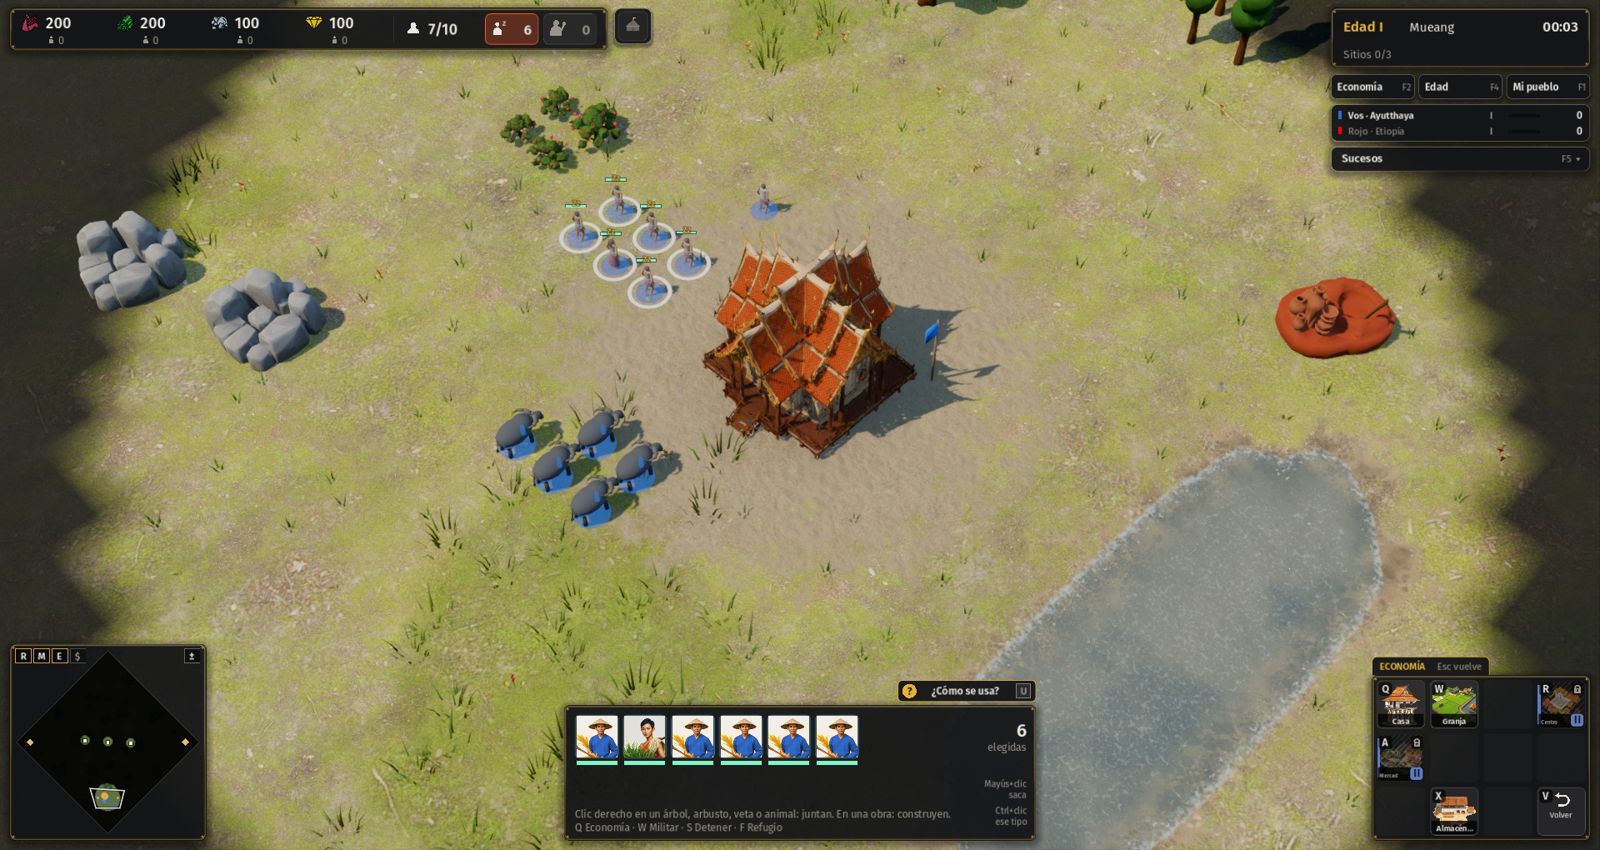 200
200
100
100
0
0
0
0
7/10
z
6
0
Edad I Mueang 00:03
Sitios 0/3
Economía F2
Edad F4
Mi pueblo F1
Vos · Ayutthaya I 0
Rojo · Etiopía I 0
Sucesos F5
R M E $
±
? ¿Cómo se usa? U
6
elegidas
Mayús+clic
saca
Ctrl+clic
ese tipo
Clic derecho en un árbol, arbusto, veta o animal: juntan. En una obra: construyen.
Q Economía · W Militar · S Detener · F Refugio
ECONOMÍA Esc vuelve
Q
Casa
W
Granja
R
Centro
II
A
Mercad
II
X
Almacén...
V
Volver